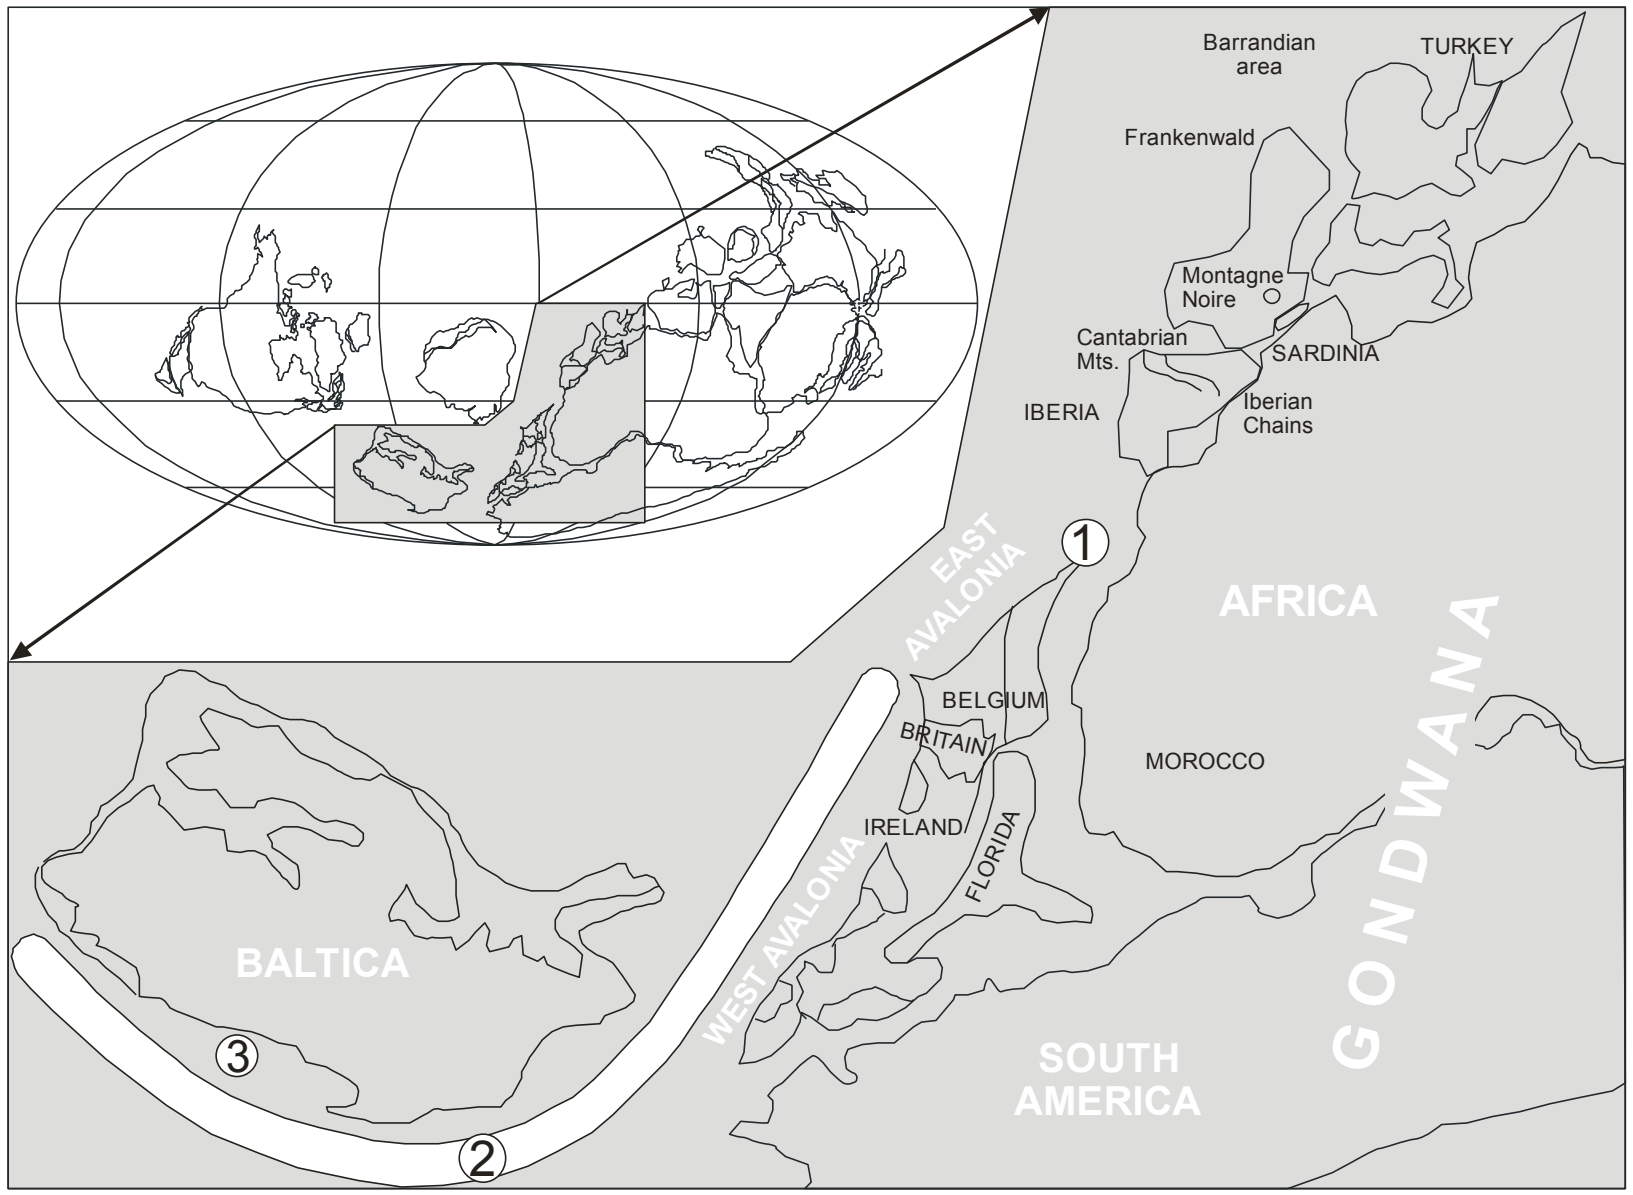 Barrandian
area
TURKEY
Frankenwald
Montagne
Noire
Cantabrian
Mts.
SARDINIA
IBERIA
Iberian
Chains
1
EAST
AVALONIA
AFRICA
BELGIUM
BRITAIN
MOROCCO
IRELAND
FLORIDA
WEST AVALONIA
GONDWANA
BALTICA
SOUTH
AMERICA
3
2